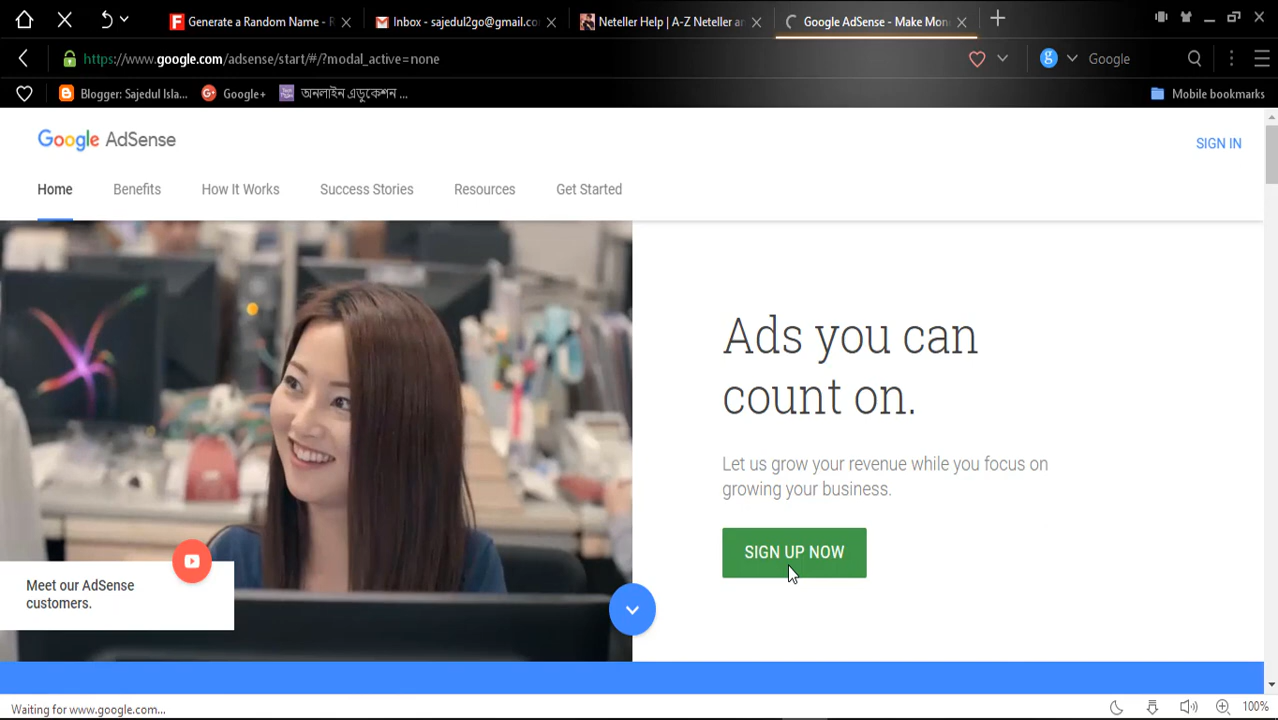 Generate a Random Name - F
Inbox - sajedul2go@gmail.co
Neteller Help | A-Z Neteller ar
Google AdSense - Make Mon
https://www.google.com/adsense/start/#/?modal_active=none
Google
Blogger: Sajedul Isla...
Google+
অনলাইন এডুকেশন ...
Mobile bookmarks
Google AdSense
SIGN IN
Home
Benefits
How It Works
Success Stories
Resources
Get Started
Ads you can
count on.
Let us grow your revenue while you focus on
growing your business.
SIGN UP NOW
Meet our AdSense
customers.
Waiting for www.google.com...
100%